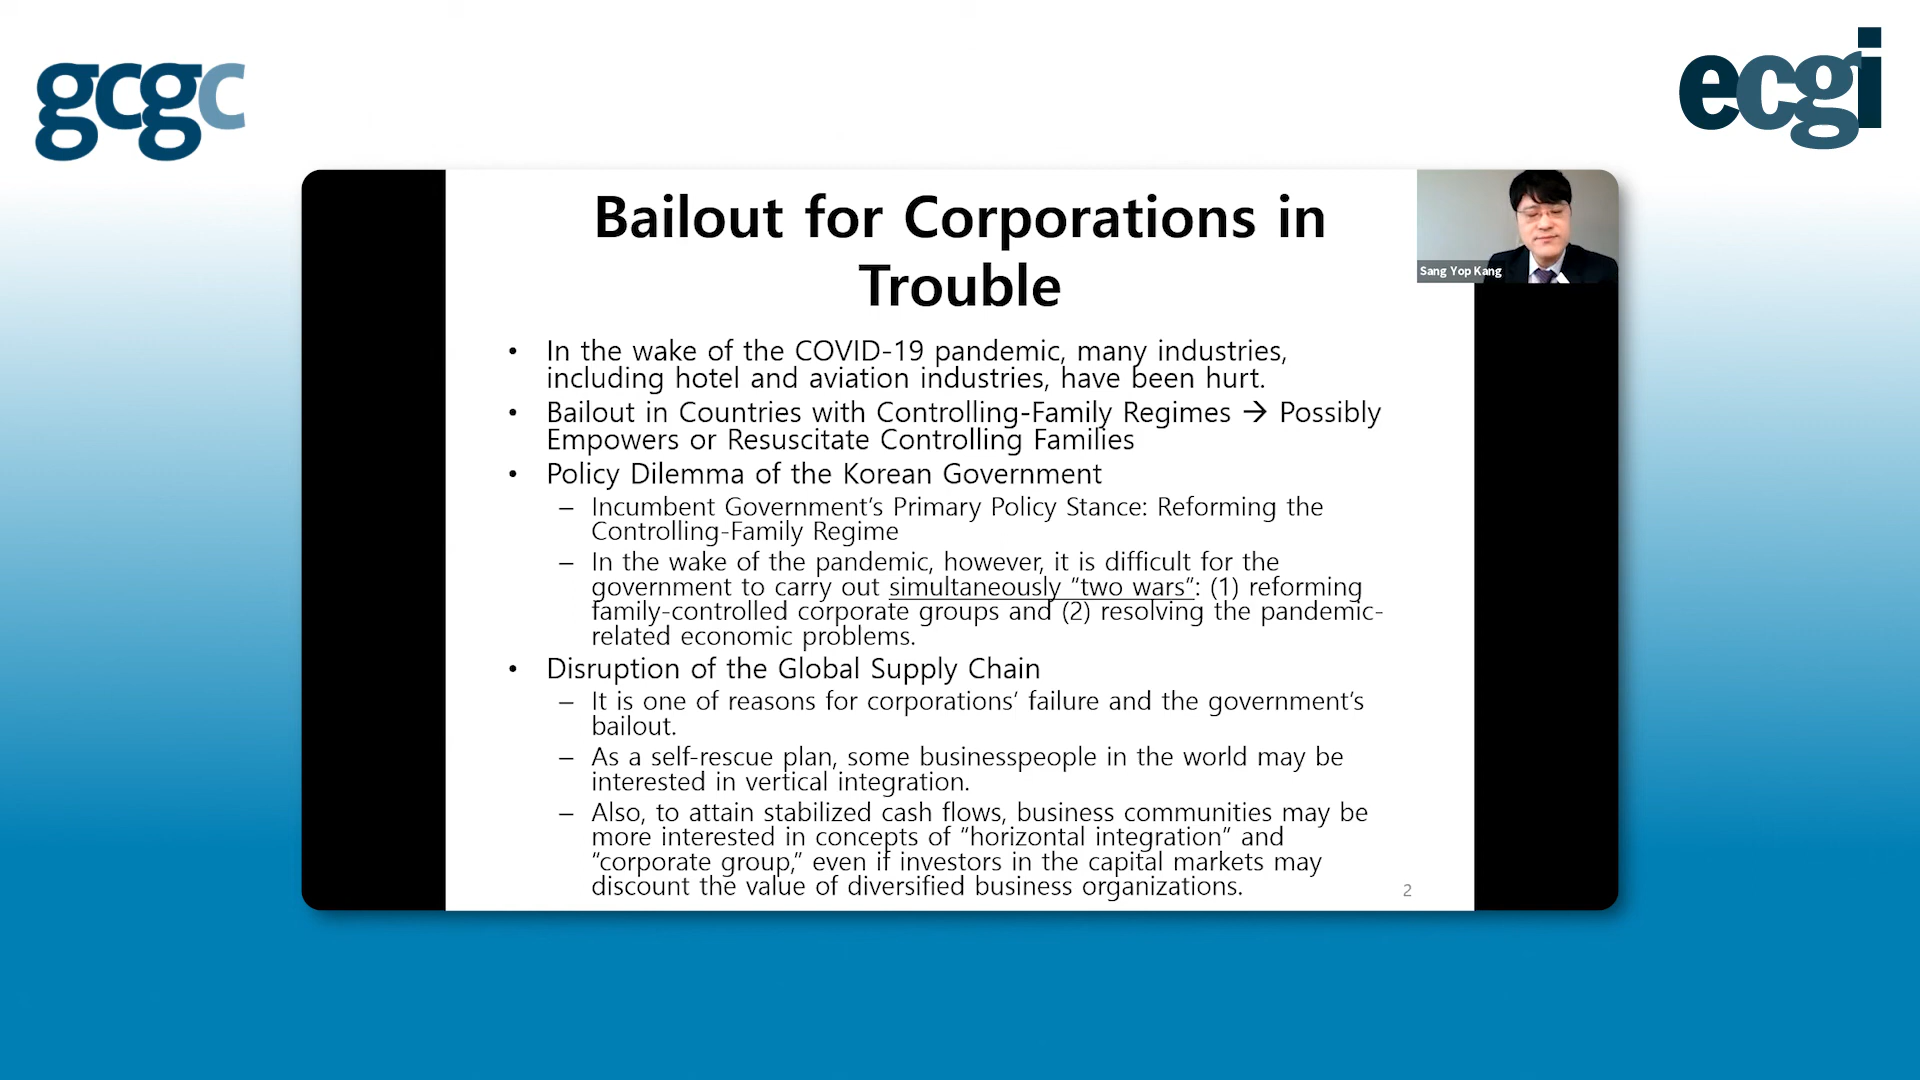 gcgc
ecgi
Bailout for Corporations in
Trouble
Sang Yop Kang
• In the wake of the COVID-19 pandemic, many industries,
including hotel and aviation industries, have been hurt.
• Bailout in Countries with Controlling-Family Regimes → Possibly
Empowers or Resuscitate Controlling Families
• Policy Dilemma of the Korean Government
– Incumbent Government’s Primary Policy Stance: Reforming the
Controlling-Family Regime
– In the wake of the pandemic, however, it is difficult for the
government to carry out simultaneously “two wars”: (1) reforming
family-controlled corporate groups and (2) resolving the pandemic-
related economic problems.
• Disruption of the Global Supply Chain
– It is one of reasons for corporations’ failure and the government’s
bailout.
– As a self-rescue plan, some businesspeople in the world may be
interested in vertical integration.
– Also, to attain stabilized cash flows, business communities may be
more interested in concepts of “horizontal integration” and
“corporate group,” even if investors in the capital markets may
discount the value of diversified business organizations.
2